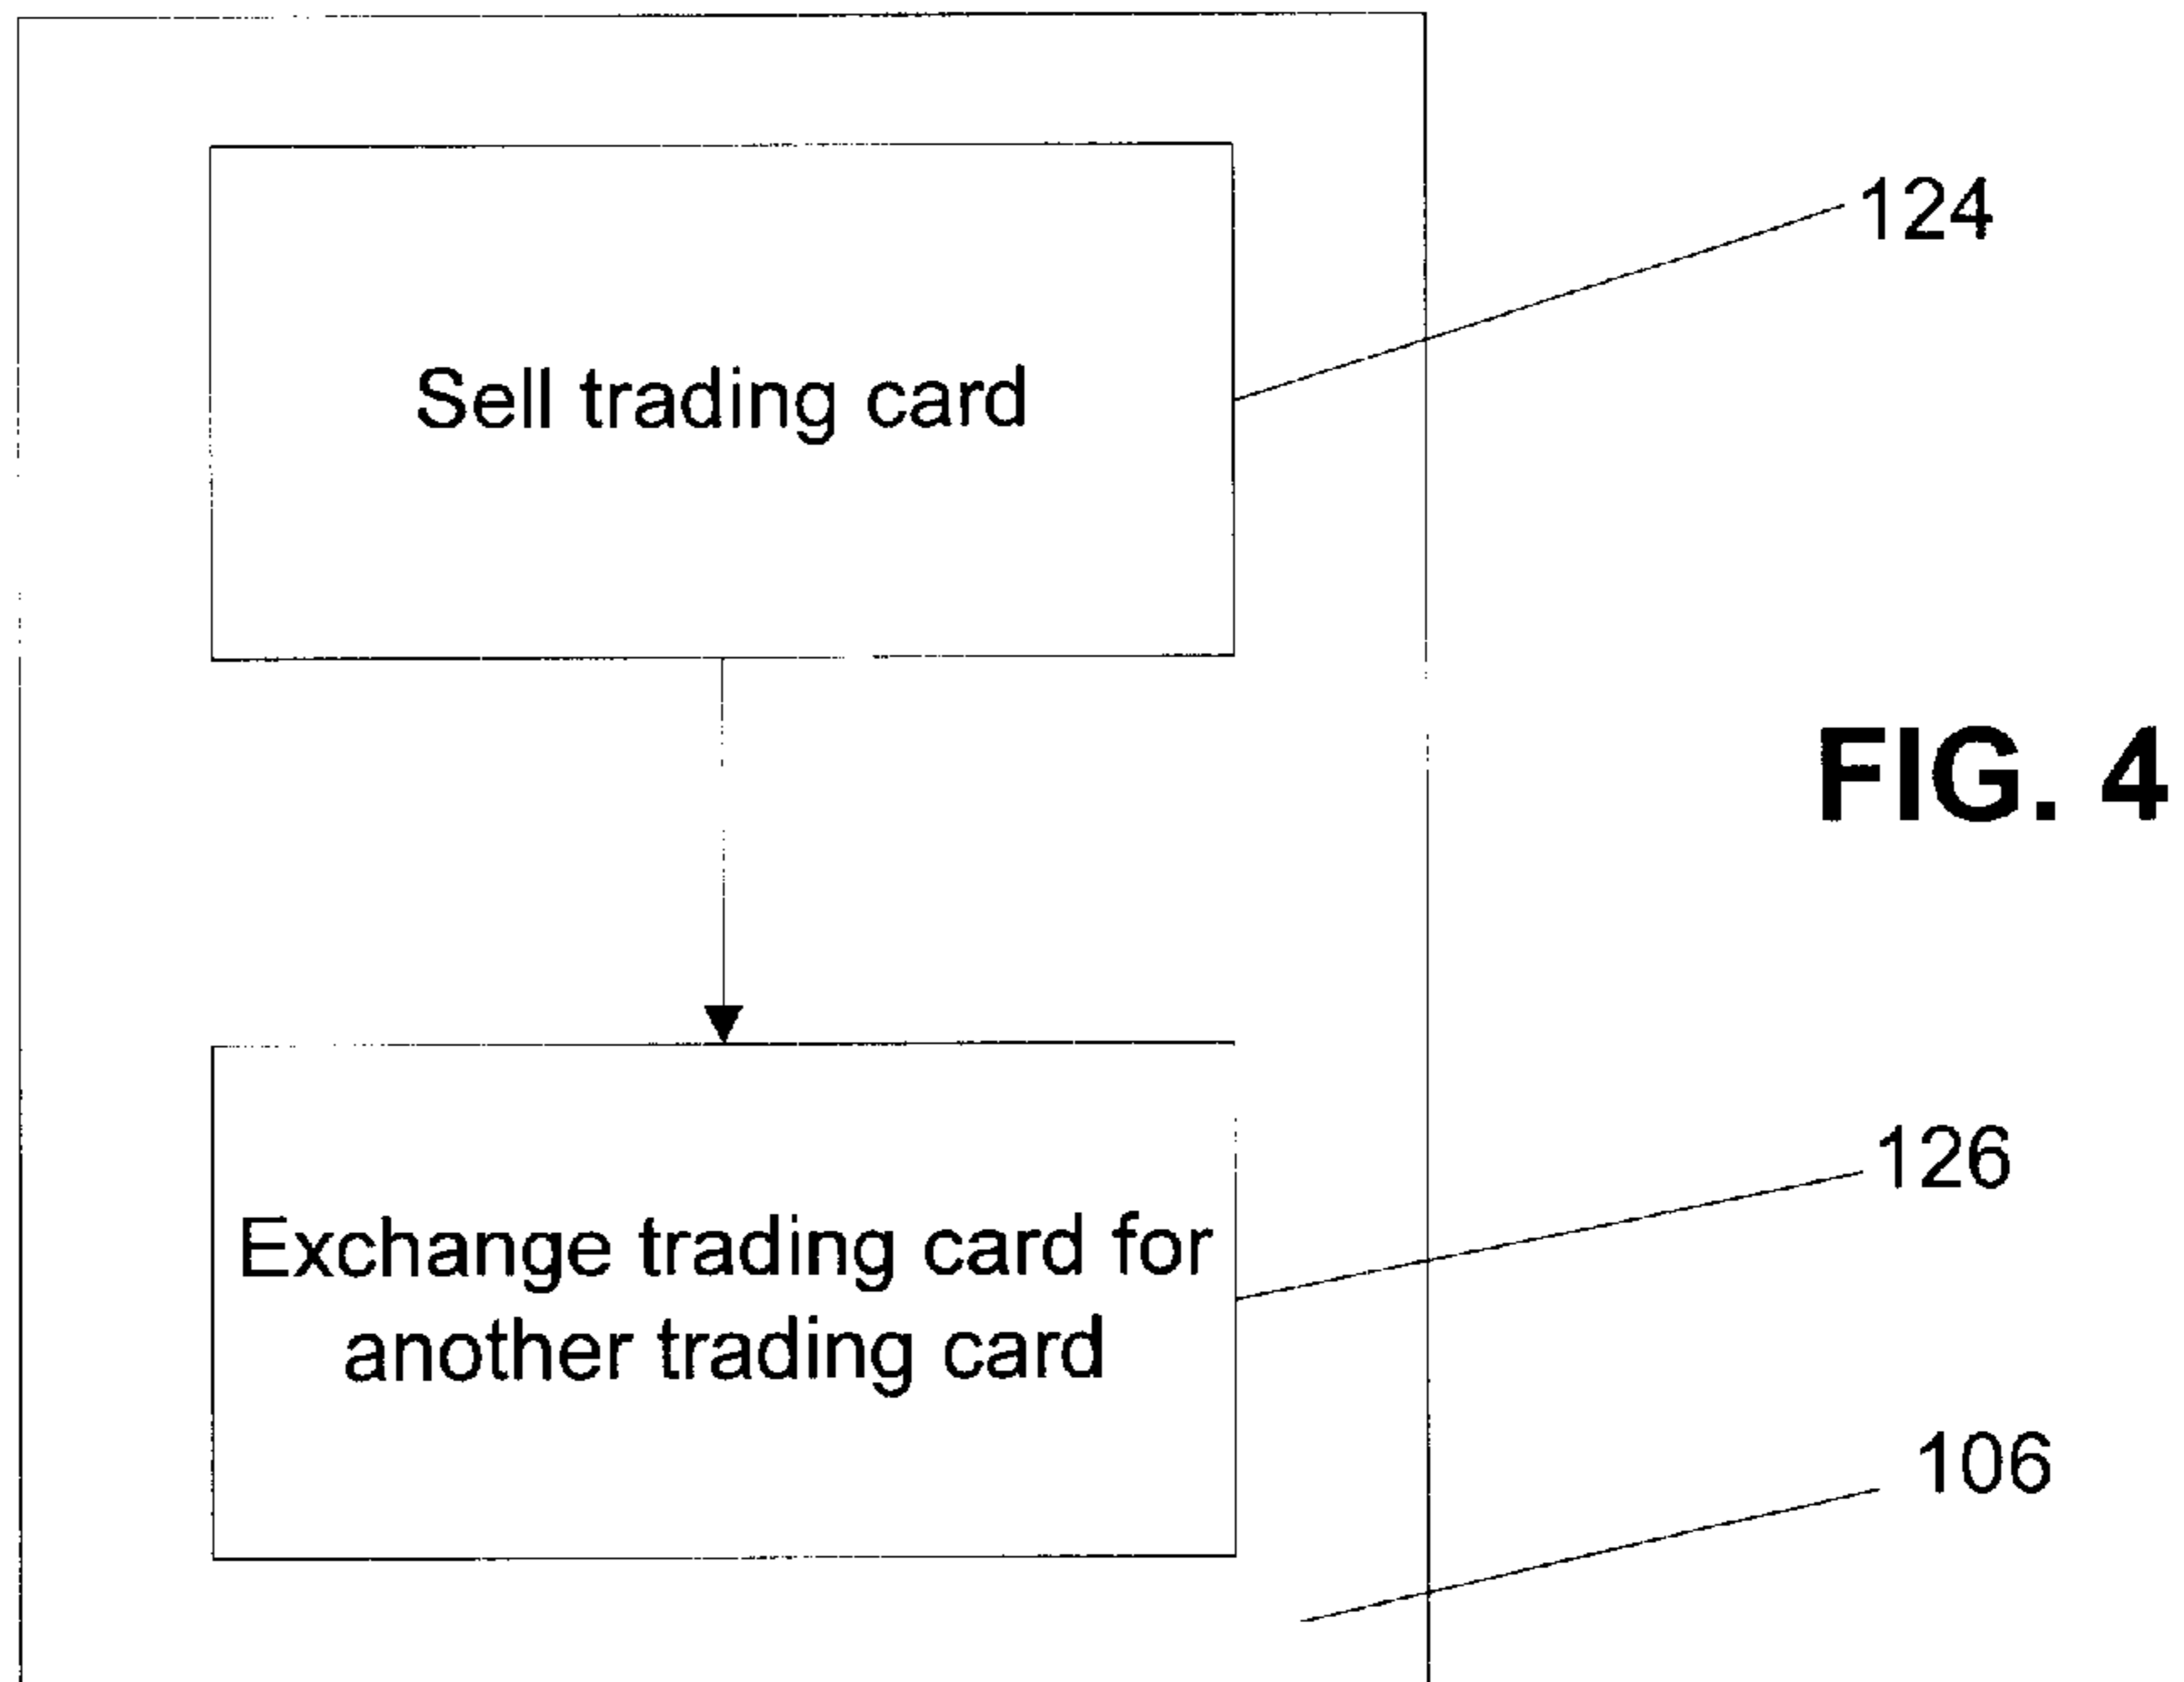 124
Sell trading card
FIG. 4
126
Exchange trading card for
another trading card
106